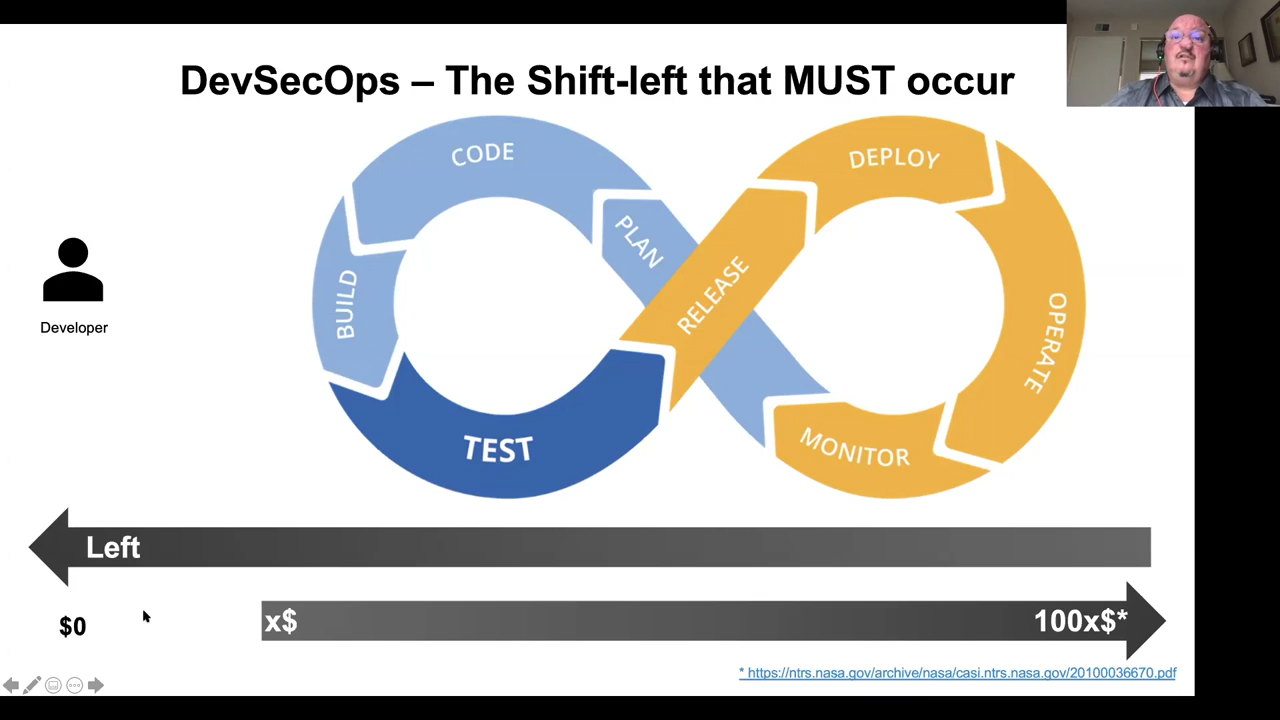 DevSecOps – The Shift-left that MUST occur
CODE
DEPLOY
PLAN
BUILD
RELEASE
OPERATE
Developer
TEST
MONITOR
Left
$0
x$
100x$*
* https://ntrs.nasa.gov/archive/nasa/casi.ntrs.nasa.gov/20100036670.pdf